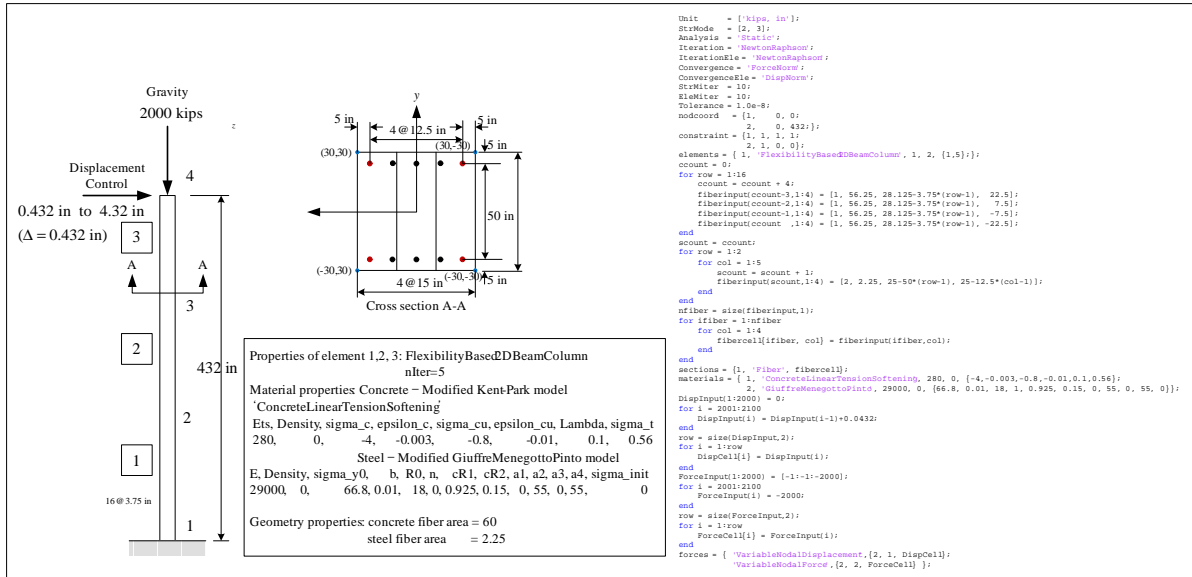 Gravity
2000 kips
z
4
Displacement
Control
0.432 in to 4.32 in
(Δ = 0.432 in)
3
A A
3
2
432 in
2
1
16@3.75 in
1
y
5 in 5 in
4@12.5 in
(30,30) (30,-30) 5 in
50 in
(-30,30) (-30,-30) 5 in
4@15 in
Cross section A-A
Properties of element 1,2, 3: FlexibilityBased2DBeamColumn
nIter=5
Material properties: Concrete – Modified Kent-Park model
'ConcreteLinearTensionSoftening'
Ets, Density, sigma_c, epsilon_c, sigma_cu, epsilon_cu, Lambda, sigma_t
280, 0, -4, -0.003, -0.8, -0.01, 0.1, 0.56
Steel – Modified GiuffreMenegottoPinto model
E, Density, sigma_y0, b, R0, n, cR1, cR2, a1, a2, a3, a4, sigma_init
29000, 0, 66.8, 0.01, 18, 0, 0.925, 0.15, 0, 55, 0, 55, 0
Geometry properties: concrete fiber area = 60
steel fiber area = 2.25
Unit = ['kips, in'];
StrMode = [2, 3];
Analysis = 'Static';
Iteration = 'NewtonRaphson';
IterationEle = 'NewtonRaphson';
Convergence = 'ForceNorm';
ConvergenceEle = 'DispNorm';
StrMiter = 10;
EleMiter = 10;
Tolerance = 1.0e-8;
nodcoord = {1, 0, 0;
2, 0, 432;};
constraint = {1, 1, 1, 1;
2, 1, 0, 0};
elements = { 1, 'FlexibilityBased2DBeamColumn', 1, 2, {1,5};};
ccount = 0;
for row = 1:16
ccount = ccount + 4;
fiberinput(ccount-3,1:4) = [1, 56.25, 28.125-3.75*(row-1), 22.5];
fiberinput(ccount-2,1:4) = [1, 56.25, 28.125-3.75*(row-1), 7.5];
fiberinput(ccount-1,1:4) = [1, 56.25, 28.125-3.75*(row-1), -7.5];
fiberinput(ccount ,1:4) = [1, 56.25, 28.125-3.75*(row-1), -22.5];
end
scount = ccount;
for row = 1:2
for col = 1:5
scount = scount + 1;
fiberinput(scount,1:4) = [2, 2.25, 25-50*(row-1), 25-12.5*(col-1)];
end
end
nfiber = size(fiberinput,1);
for ifiber = 1:nfiber
for col = 1:4
fibercell{ifiber, col} = fiberinput(ifiber,col);
end
end
sections = {1, 'Fiber', fibercell};
materials = { 1, 'ConcreteLinearTensionSoftening, 280, 0, {-4,-0.003,-0.8,-0.01,0.1,0.56};
2, 'GiuffreMenegottoPinto', 29000, 0, {66.8, 0.01, 18, 1, 0.925, 0.15, 0, 55, 0, 55, 0}};
DispInput(1:2000) = 0;
for i = 2001:2100
DispInput(i) = DispInput(i-1)+0.0432;
end
row = size(DispInput,2);
for i = 1:row
DispCell{i} = DispInput(i);
end
ForceInput(1:2000) = [-1:-1:-2000];
for i = 2001:2100
ForceInput(i) = -2000;
end
row = size(ForceInput,2);
for i = 1:row
ForceCell{i} = ForceInput(i);
end
forces = { 'VariableNodalDisplacement,{2, 1, DispCell};
'VariableNodalForce',{2, 2, ForceCell} };